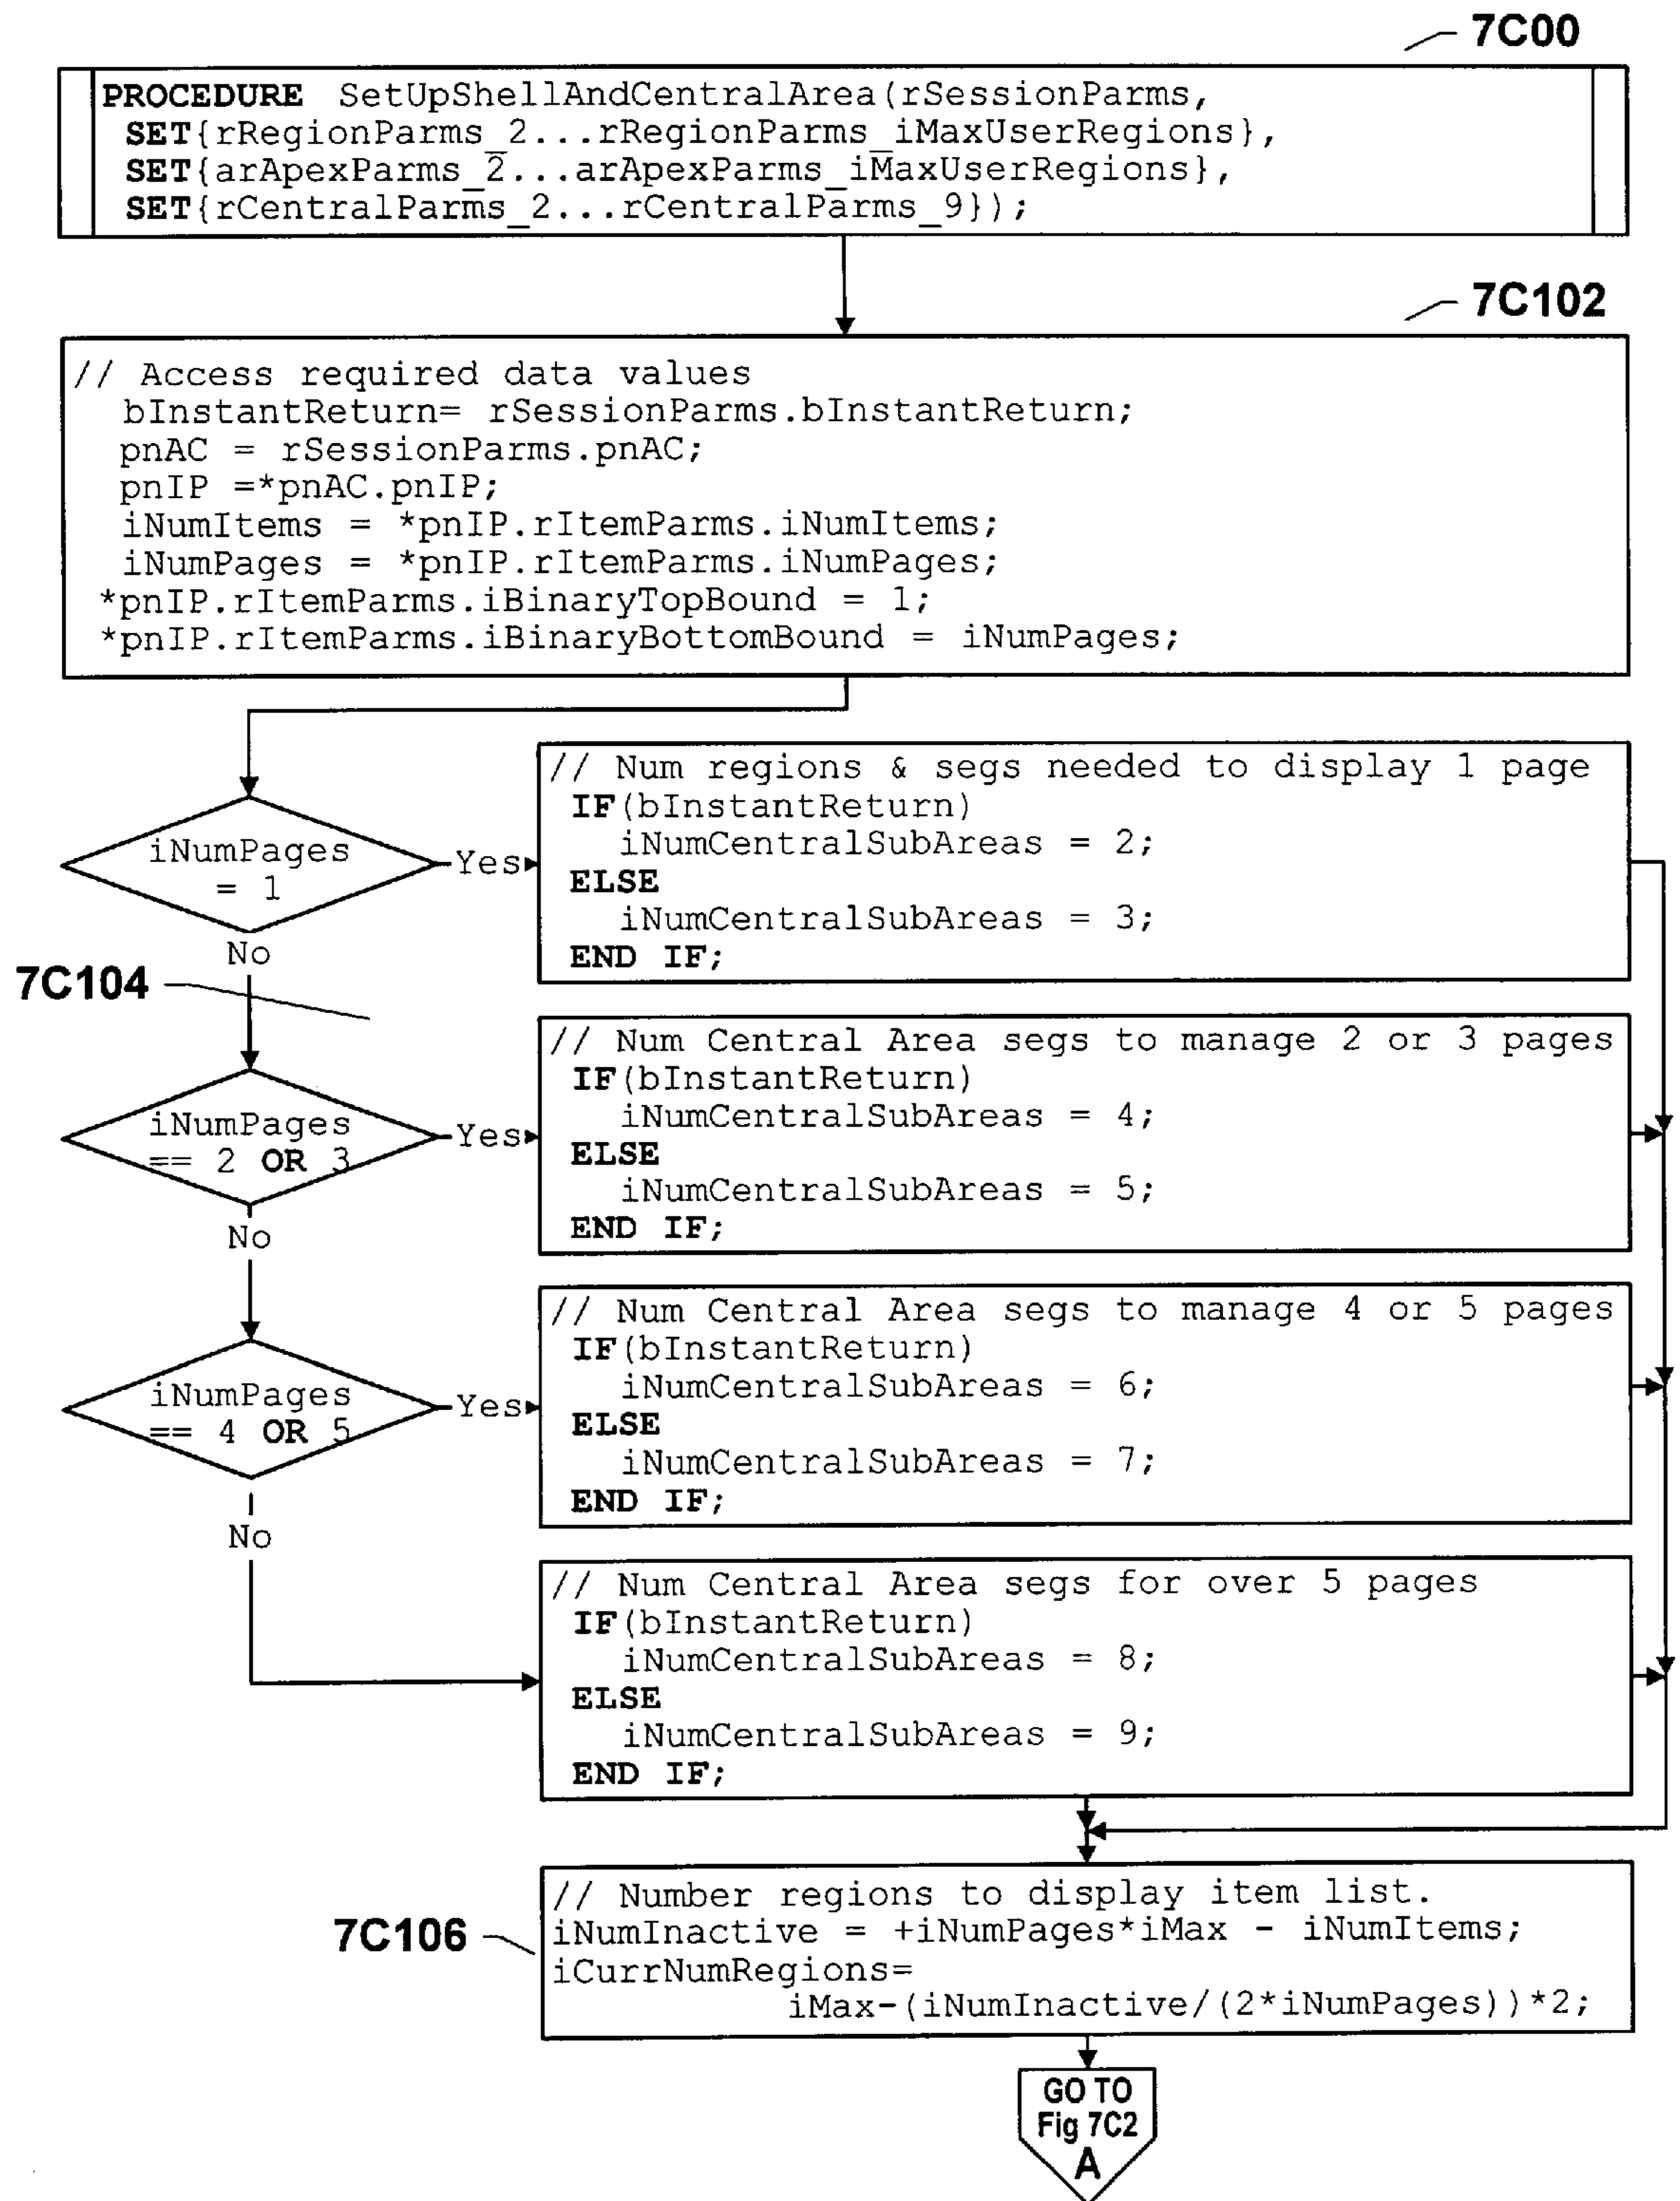 7C00
PROCEDURE SetUpShellAndCentralArea(rSessionParms,
SET{rRegionParms_2...rRegionParms_iMaxUserRegions},
SET{arApexParms_2...arApexParms_iMaxUserRegions},
SET{rCentralParms_2...rCentralParms_9});
7C102
// Access required data values
bInstantReturn= rSessionParms.bInstantReturn;
pnAC = rSessionParms.pnAC;
pnIP =*pnAC.pnIP;
iNumItems = *pnIP.rItemParms.iNumItems;
iNumPages = *pnIP.rItemParms.iNumPages;
*pnIP.rItemParms.iBinaryTopBound = 1;
*pnIP.rItemParms.iBinaryBottomBound = iNumPages;
iNumPages
= 1
Yes
No
// Num regions & segs needed to display 1 page
IF(bInstantReturn)
iNumCentralSubAreas = 2;
ELSE
iNumCentralSubAreas = 3;
END IF;
7C104
iNumPages
== 2 OR 3
Yes
No
// Num Central Area segs to manage 2 or 3 pages
IF(bInstantReturn)
iNumCentralSubAreas = 4;
ELSE
iNumCentralSubAreas = 5;
END IF;
iNumPages
== 4 OR 5
Yes
No
// Num Central Area segs to manage 4 or 5 pages
IF(bInstantReturn)
iNumCentralSubAreas = 6;
ELSE
iNumCentralSubAreas = 7;
END IF;
// Num Central Area segs for over 5 pages
IF(bInstantReturn)
iNumCentralSubAreas = 8;
ELSE
iNumCentralSubAreas = 9;
END IF;
7C106
// Number regions to display item list.
iNumInactive = +iNumPages*iMax - iNumItems;
iCurrNumRegions=
iMax-(iNumInactive/(2*iNumPages))*2;
GO TO
Fig 7C2
A